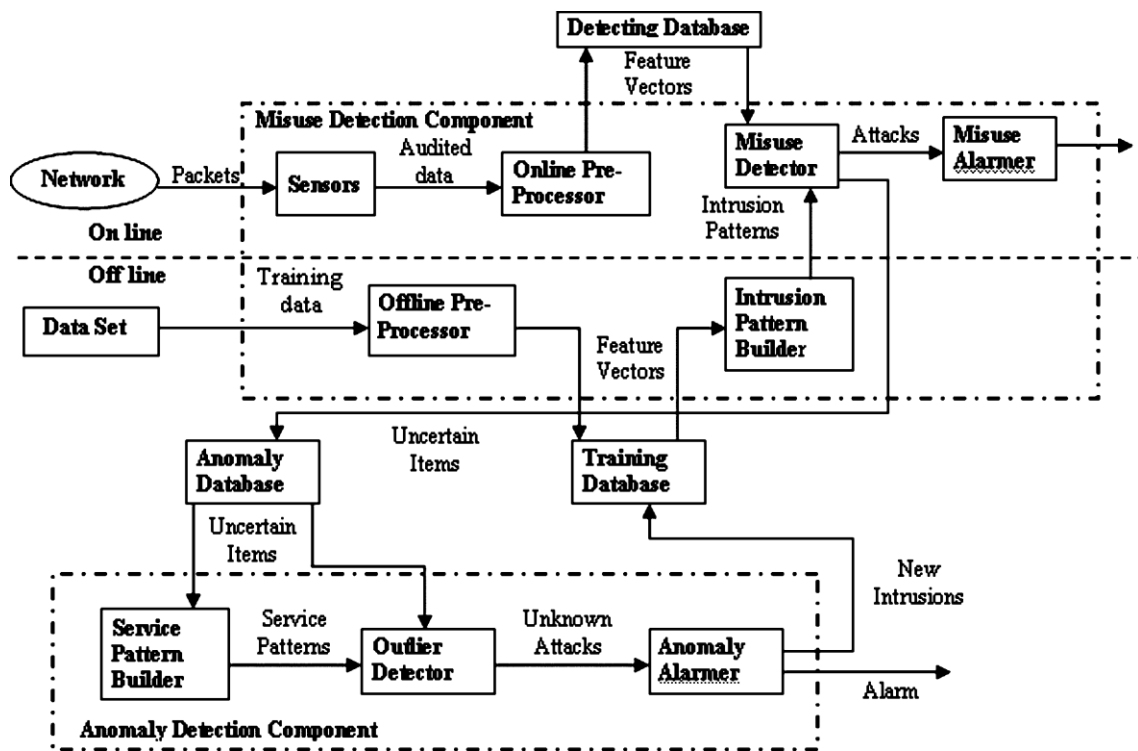 Detecting Database
Feature
Vectors
Misuse Detection Component
Network
Packets
Sensors
Audited
data
Online Pre-
Processor
Misuse
Detector
Attacks
Misuse
Alarmer
Intrusion
Patterns
On line
Off line
Data Set
Training
data
Offline Pre-
Processor
Feature
Vectors
Intrusion
Pattern
Builder
Uncertain
Items
Anomaly
Database
Training
Database
Uncertain
Items
New
Intrusions
Service
Pattern
Builder
Service
Patterns
Outlier
Detector
Unknown
Attacks
Anomaly
Alarmer
Alarm
Anomaly Detection Component